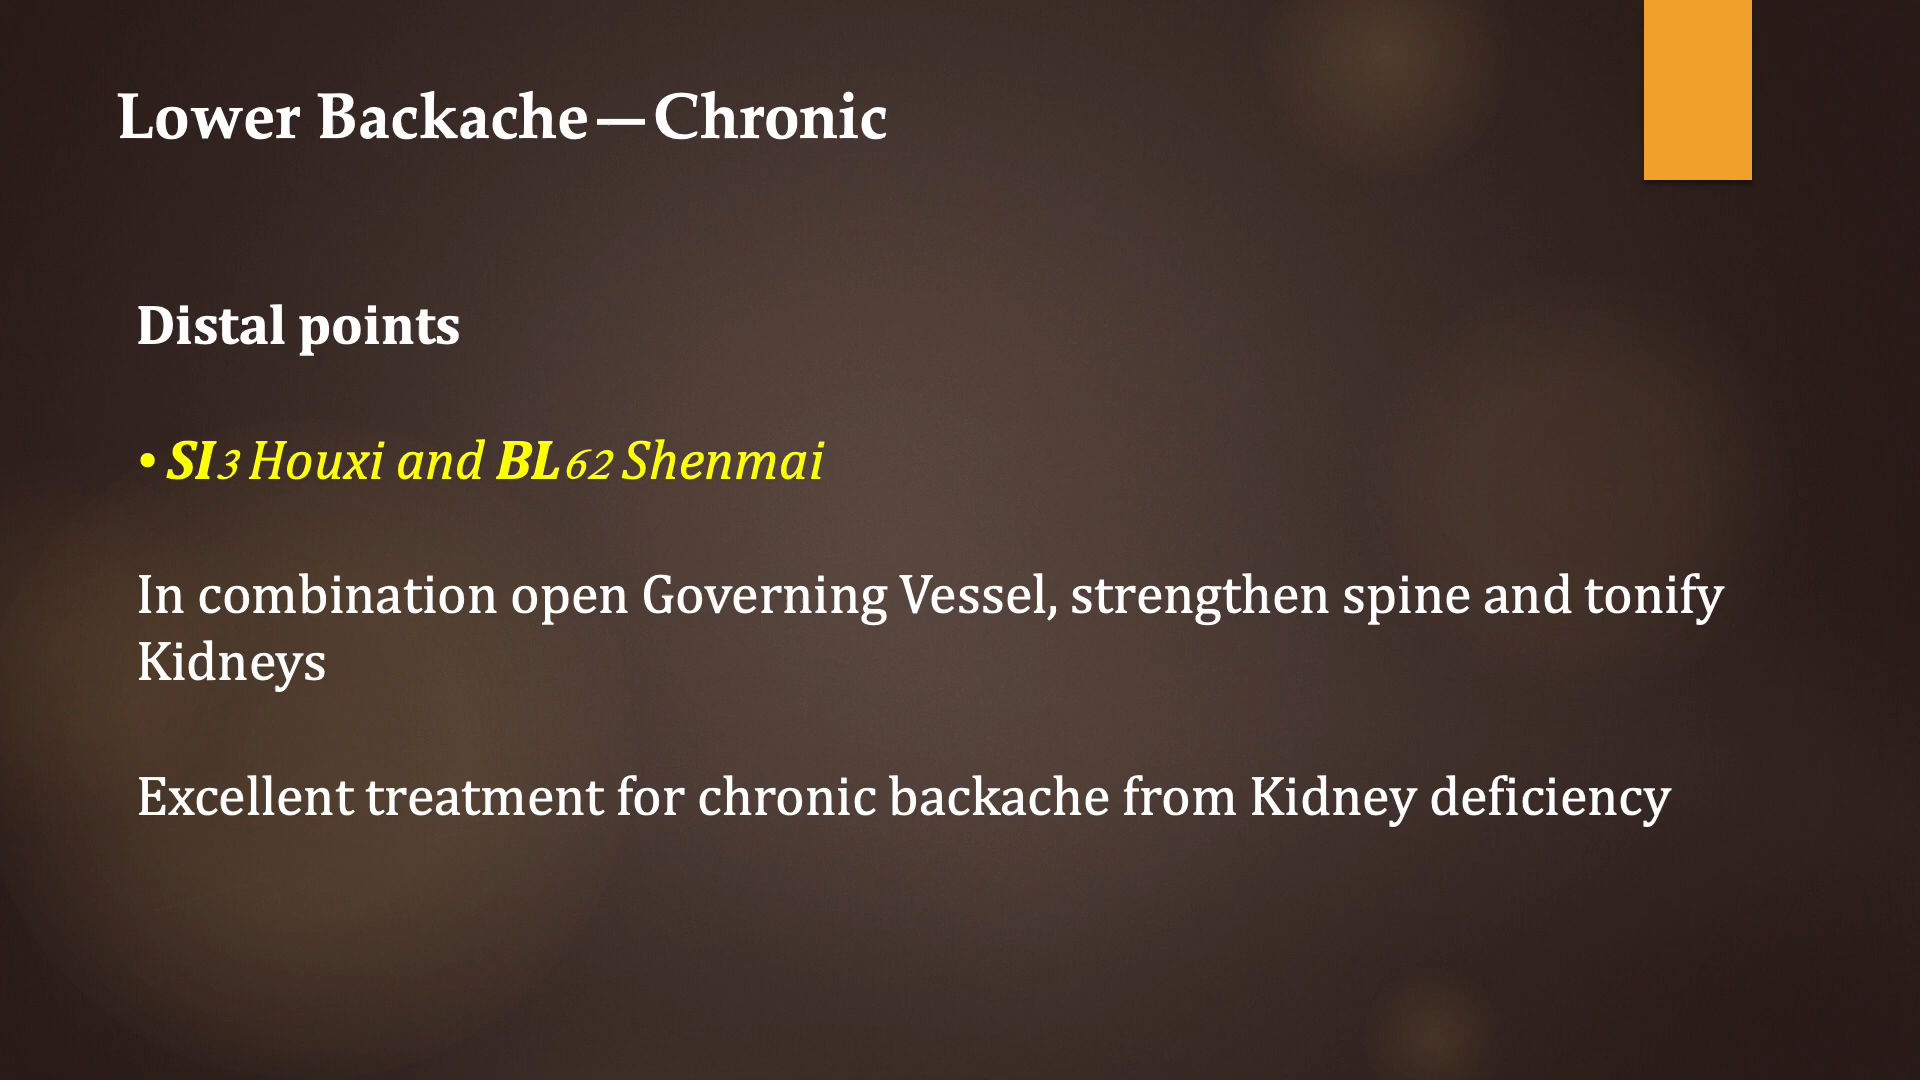 Lower Backache—Chronic
Distal points
• SI3 Houxi and BL62 Shenmai
In combination open Governing Vessel, strengthen spine and tonify
Kidneys
Excellent treatment for chronic backache from Kidney deficiency